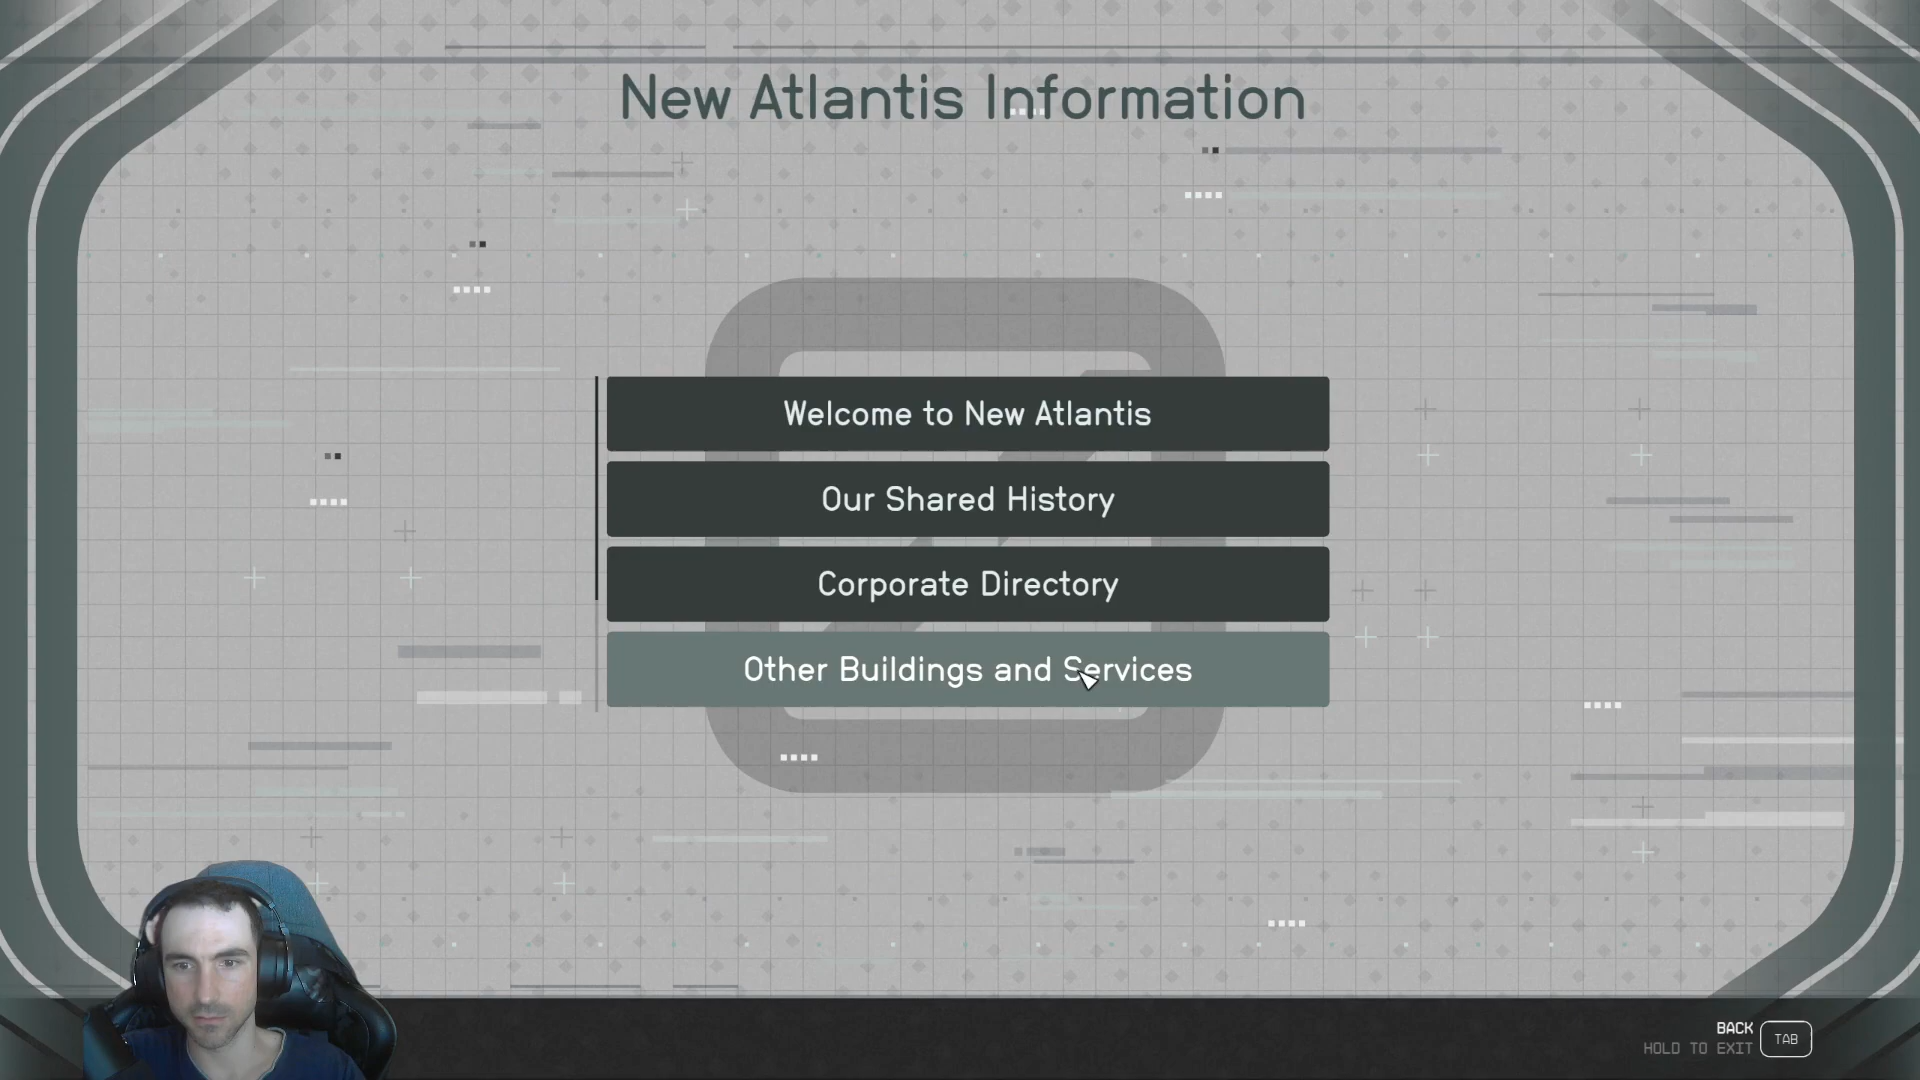 New Atlantis Information
Welcome to New Atlantis
Our Shared History
Corporate Directory
Other Buildings and Services
BACK
HOLD TO EXIT
TAB